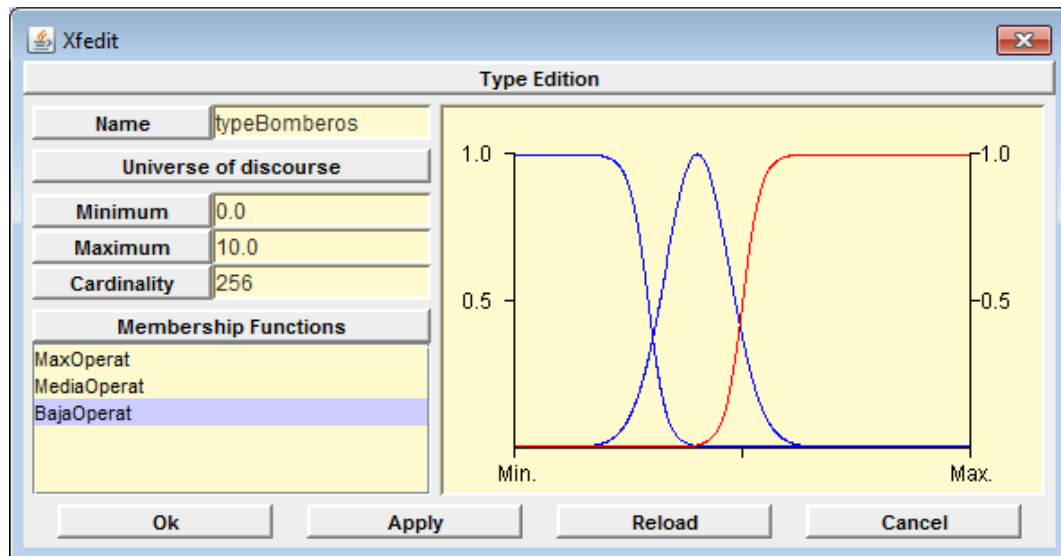 Xfedit
Type Edition
Name typeBomberos
Universe of discourse
Minimum 0.0
Maximum 10.0
Cardinality 256
Membership Functions
MaxOperat
MediaOperat
BajaOperat
1.0 1.0
0.5 0.5
Min. Max.
Ok Apply Reload Cancel